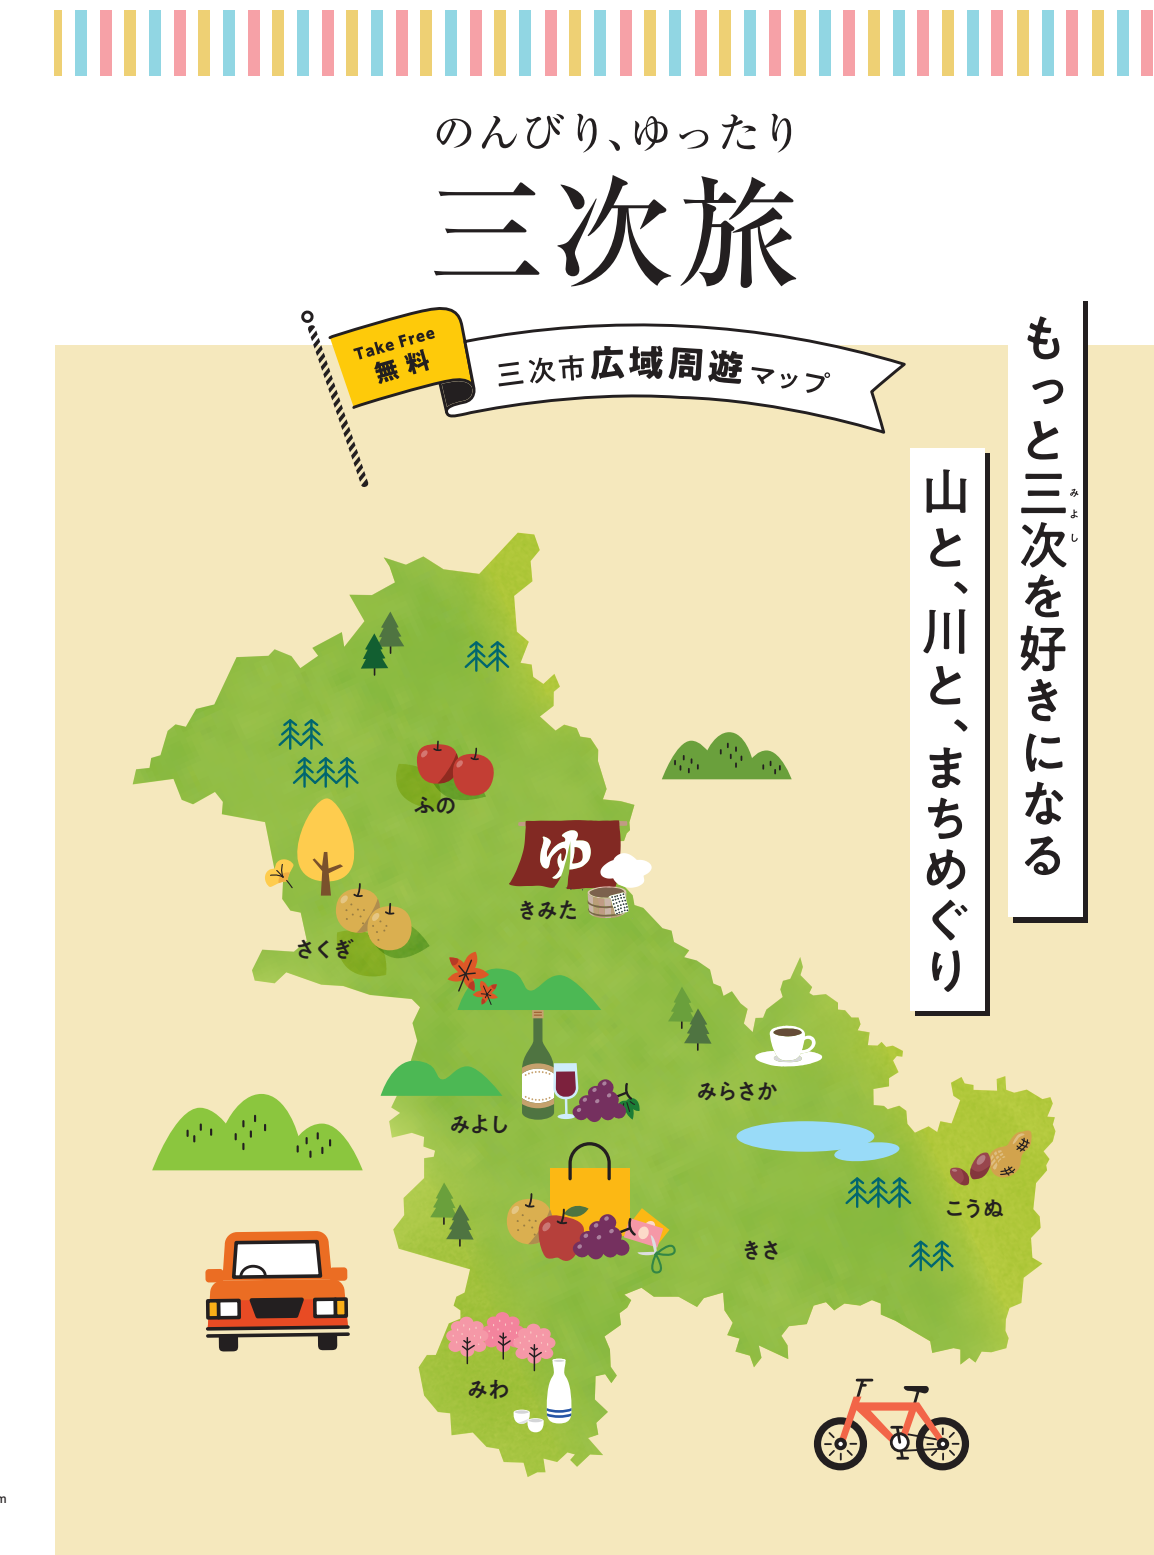 のんびり、ゆったり
三次旅
Take Free
無料
三次市広域周遊マップ
もっと三次を好きになる
みよし
山と、川と、まちめぐり
ふの
ゆ
きみた
さくぎ
みらさか
みよし
こうぬ
きさ
みわ
m